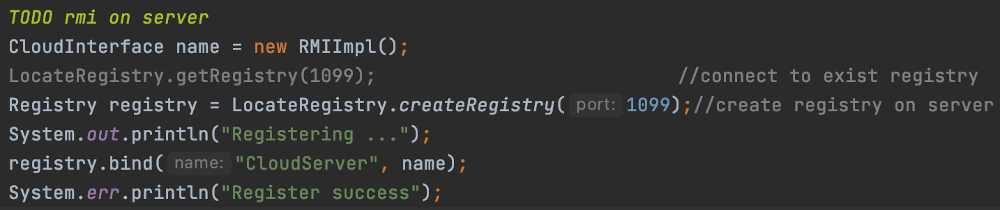 TODO rmi on server
CloudInterface name = new RMIImpl();
LocateRegistry.getRegistry(1099);                           //connect to exist registry
Registry registry = LocateRegistry.createRegistry( port: 1099);//create registry on server
System.out.println("Registering ...");
registry.bind( name: "CloudServer", name);
System.err.println("Register success");